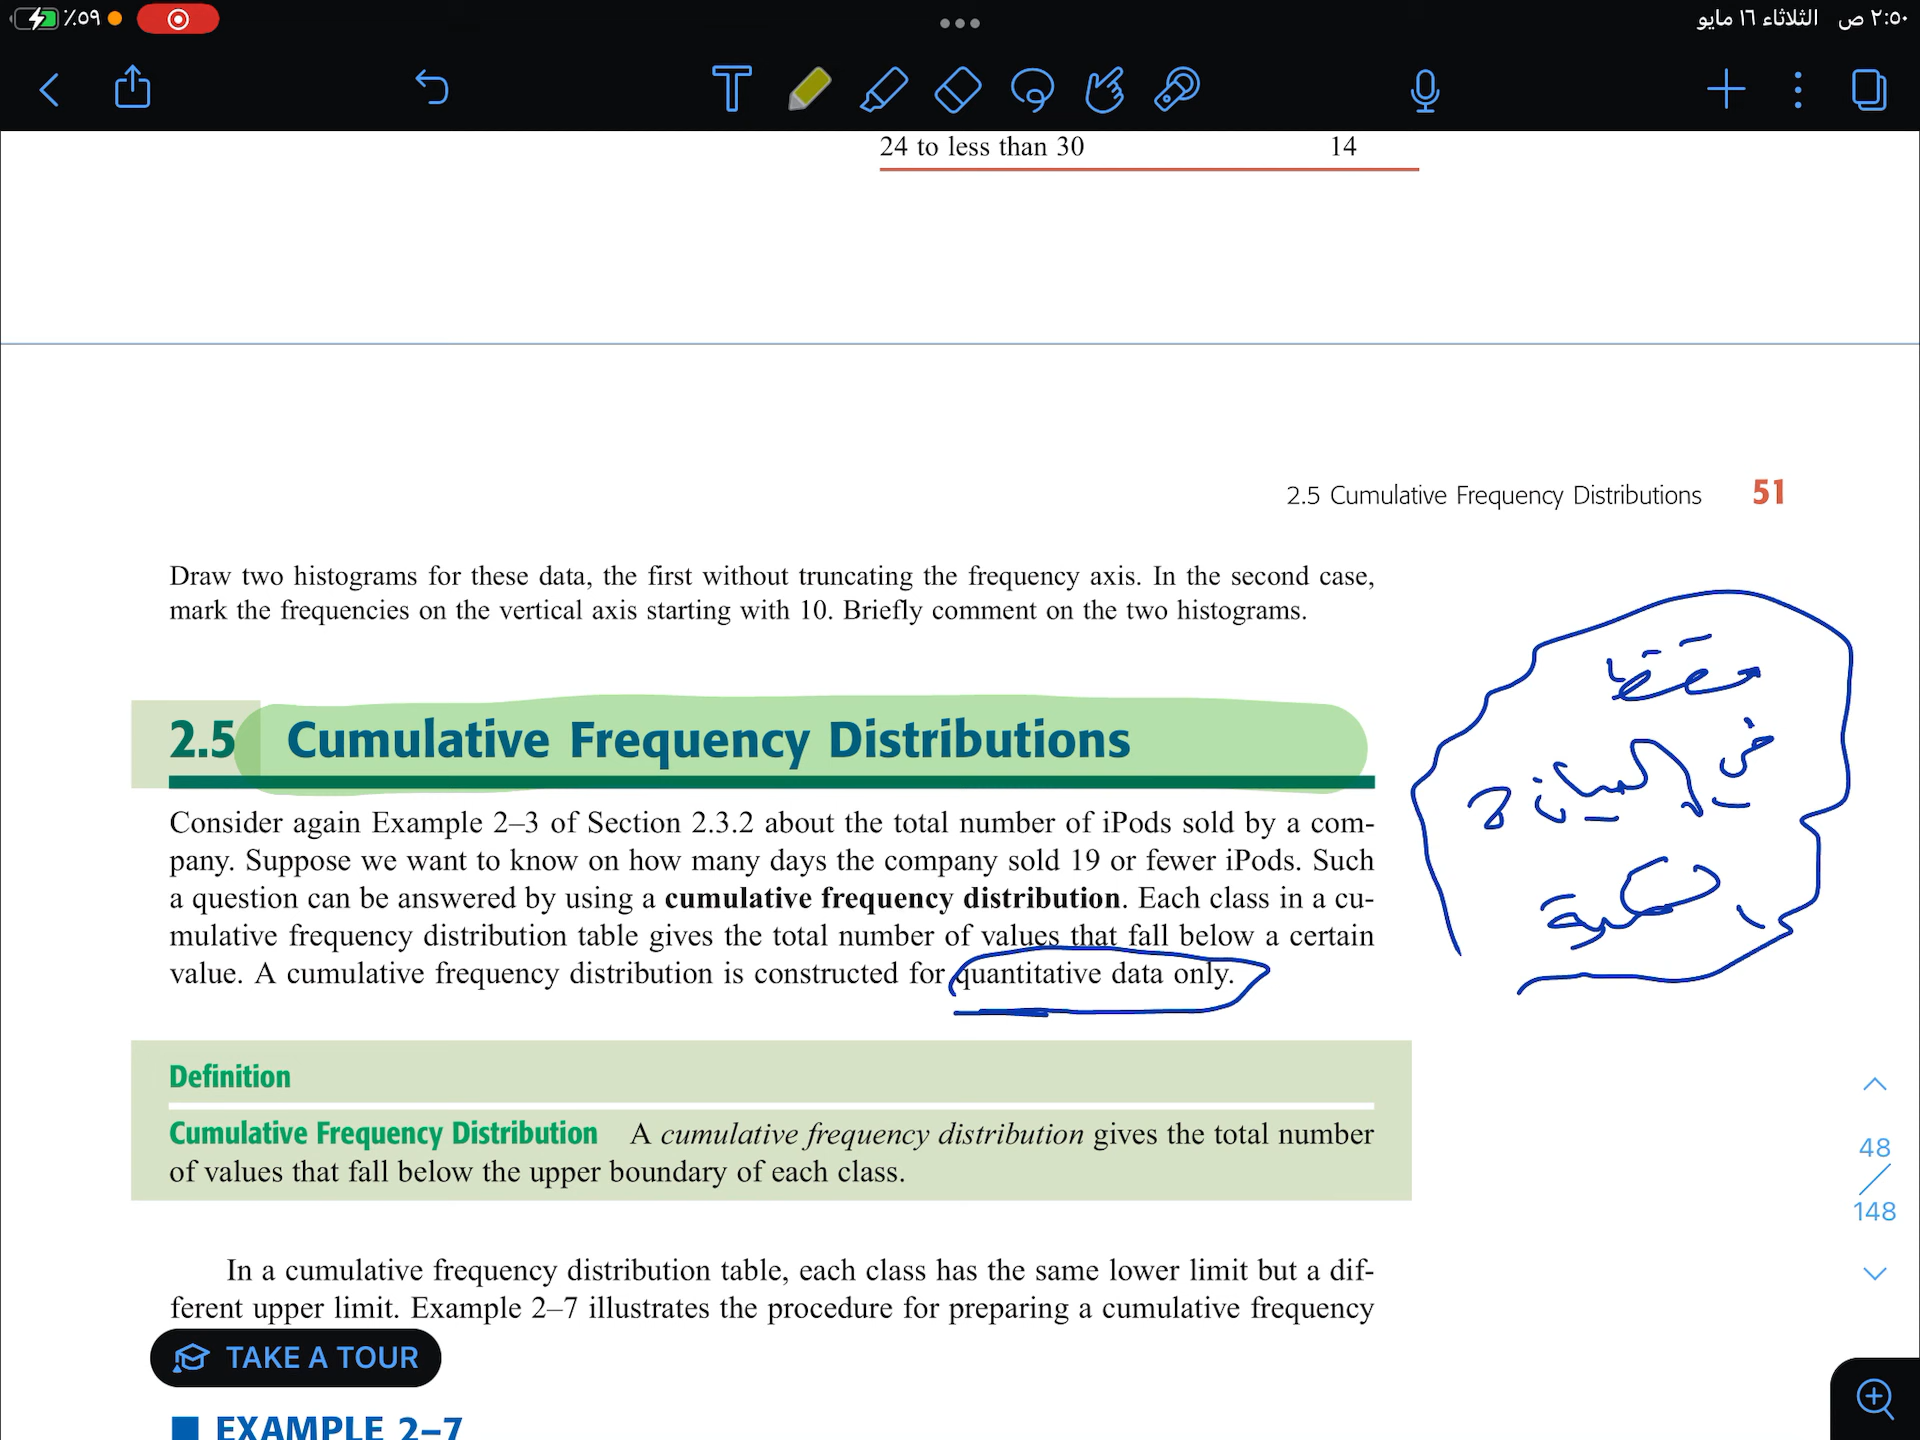 ٪٥٩
٢:٥٠ ص الثلاثاء ١٦ مايو
24 to less than 30 14
2.5 Cumulative Frequency Distributions 51
Draw two histograms for these data, the first without truncating the frequency axis. In the second case,
mark the frequencies on the vertical axis starting with 10. Briefly comment on the two histograms.
فقط
في البيانات
الكمية
2.5 Cumulative Frequency Distributions
Consider again Example 2–3 of Section 2.3.2 about the total number of iPods sold by a com-
pany. Suppose we want to know on how many days the company sold 19 or fewer iPods. Such
a question can be answered by using a cumulative frequency distribution. Each class in a cu-
mulative frequency distribution table gives the total number of values that fall below a certain
value. A cumulative frequency distribution is constructed for quantitative data only.
Definition
Cumulative Frequency Distribution A cumulative frequency distribution gives the total number
of values that fall below the upper boundary of each class.
48
148
In a cumulative frequency distribution table, each class has the same lower limit but a dif-
ferent upper limit. Example 2–7 illustrates the procedure for preparing a cumulative frequency
TAKE A TOUR
EXAMPLE 2–7